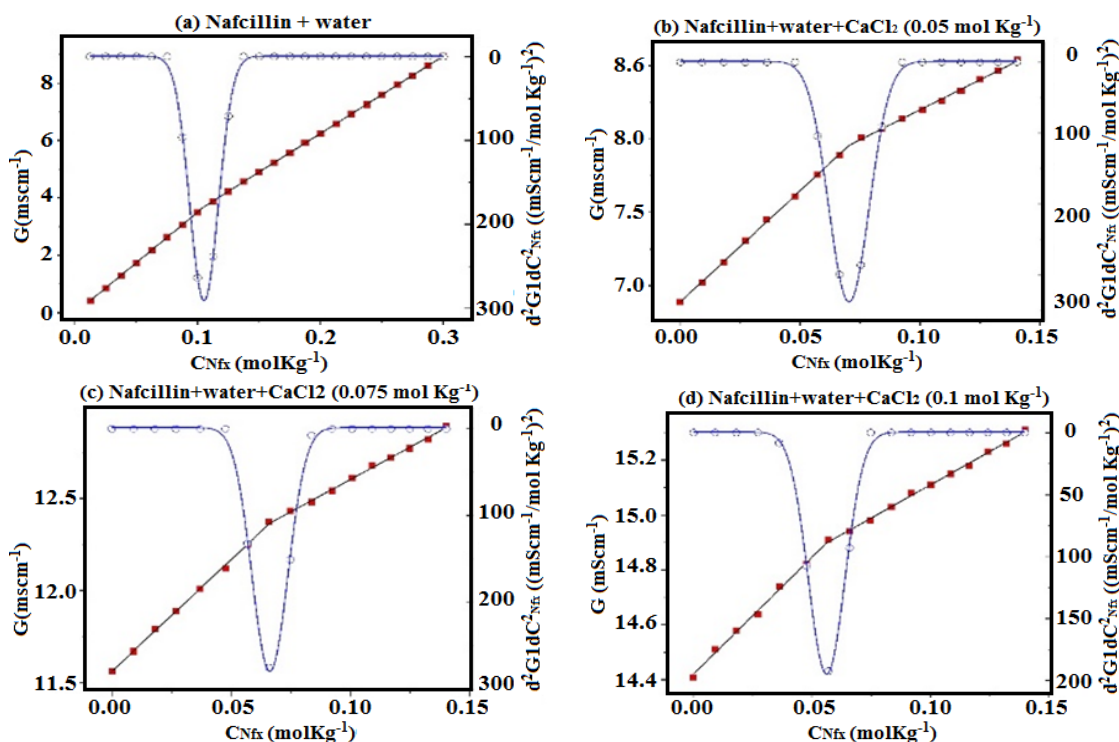 (a) Nafcillin + water
8
6
4
2
0
G(mscm⁻¹)
0
100
200
300
d²G1dC²Nfx ((mScm⁻¹/mol Kg⁻¹)²)
0.0 0.1 0.2 0.3
CNfx (molKg⁻¹)
(b) Nafcillin+water+CaCl₂ (0.05 mol Kg⁻¹)
8.6
8.0
7.5
7.0
G(mscm⁻¹)
0
100
200
300
d²G1dC²Nfx ((mScm⁻¹/mol Kg⁻¹)²)
0.00 0.05 0.10 0.15
CNfx (molKg⁻¹)
(c) Nafcillin+water+CaCl2 (0.075 mol Kg⁻¹)
12.5
12.0
11.5
G(mscm⁻¹)
0
100
200
300
d²G1dC²Nfx ((mScm⁻¹/mol Kg⁻¹)²)
0.00 0.05 0.10 0.15
CNfx (molKg⁻¹)
(d) Nafcillin+water+CaCl₂ (0.1 mol Kg⁻¹)
15.2
15.0
14.8
14.6
14.4
G (mScm⁻¹)
0
50
100
150
200
d²G1dC²Nfx ((mScm⁻¹/mol Kg⁻¹)²)
0.00 0.05 0.10 0.15
CNfx (molKg⁻¹)